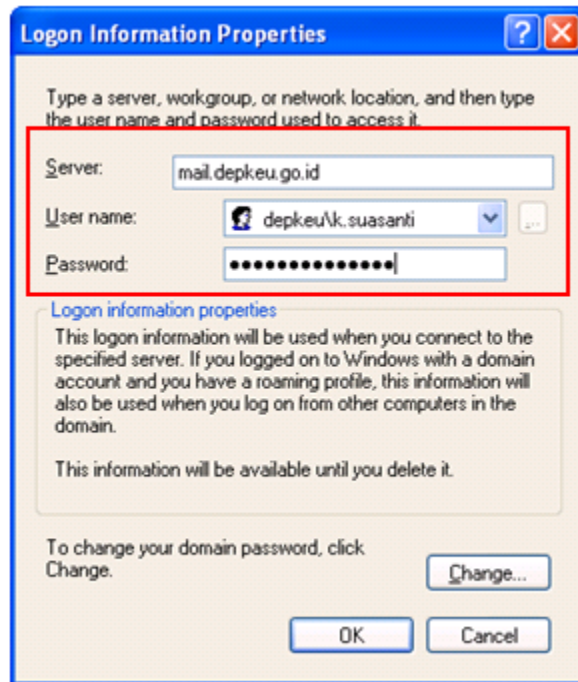 Logon Information Properties
Type a server, workgroup, or network location, and then type
the user name and password used to access it.
Server:
mail.depkeu.go.id
User name:
depkeu\k.suasanti
...
Password:
●●●●●●●●●●●●●●
Logon information properties
This logon information will be used when you connect to the
specified server. If you logged on to Windows with a domain
account and you have a roaming profile, this information will
also be used when you log on from other computers in the
domain.
This information will be available until you delete it.
To change your domain password, click
Change.
Change...
OK
Cancel